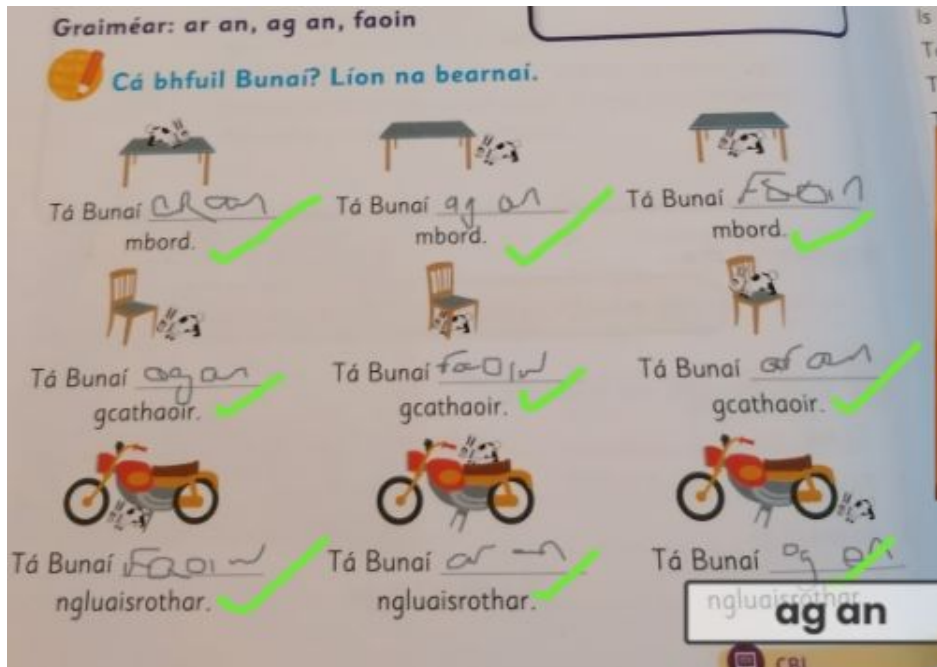 Graiméar: ar an, ag an, faoin
Cá bhfuil Bunaí? Líon na bearnaí.
Tá Bunaí ar an mbord.
Tá Bunaí ag an mbord.
Tá Bunaí Faoin mbord.
Tá Bunaí ag an gcathaoir.
Tá Bunaí faoin gcathaoir.
Tá Bunaí ar an gcathaoir.
Tá Bunaí Faoin ngluaisrothar.
Tá Bunaí ar an ngluaisrothar.
Tá Bunaí ag an ngluaisrothar
ag an
Is